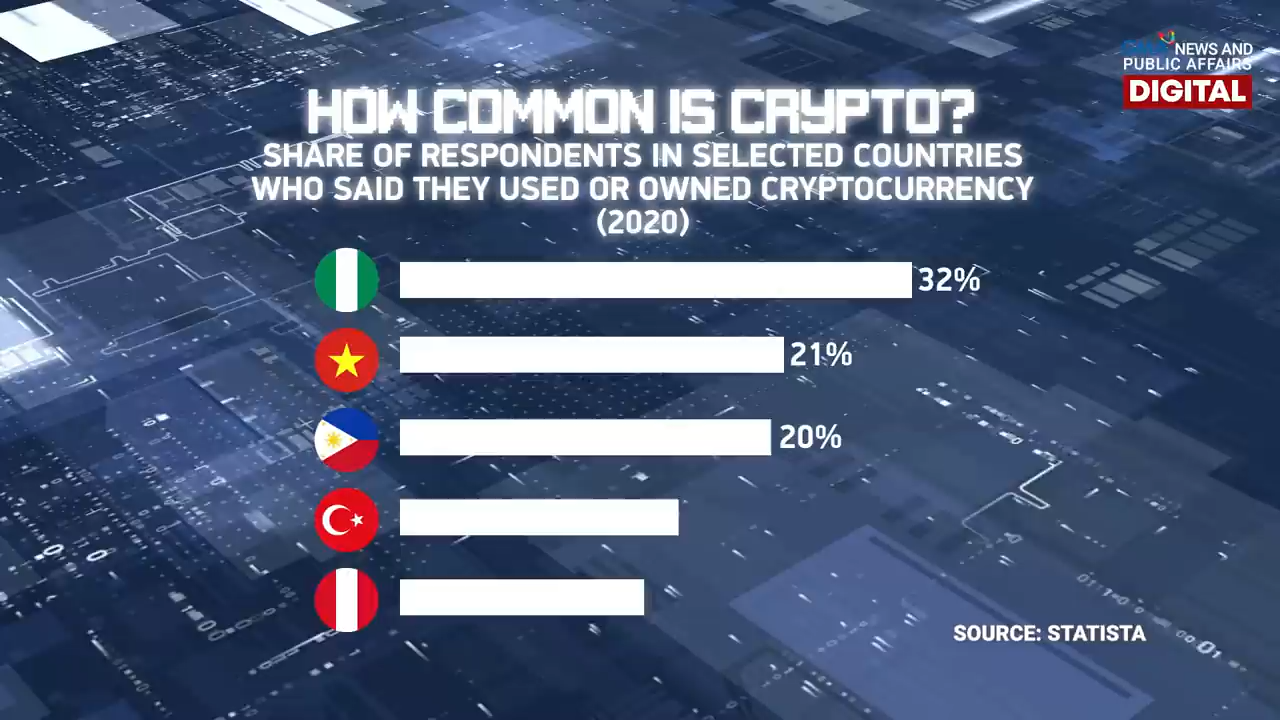 NEWS AND
PUBLIC AFFAIRS
DIGITAL
HOW COMMON IS CRYPTO?
SHARE OF RESPONDENTS IN SELECTED COUNTRIES
WHO SAID THEY USED OR OWNED CRYPTOCURRENCY
(2020)
32%
21%
20%
SOURCE: STATISTA